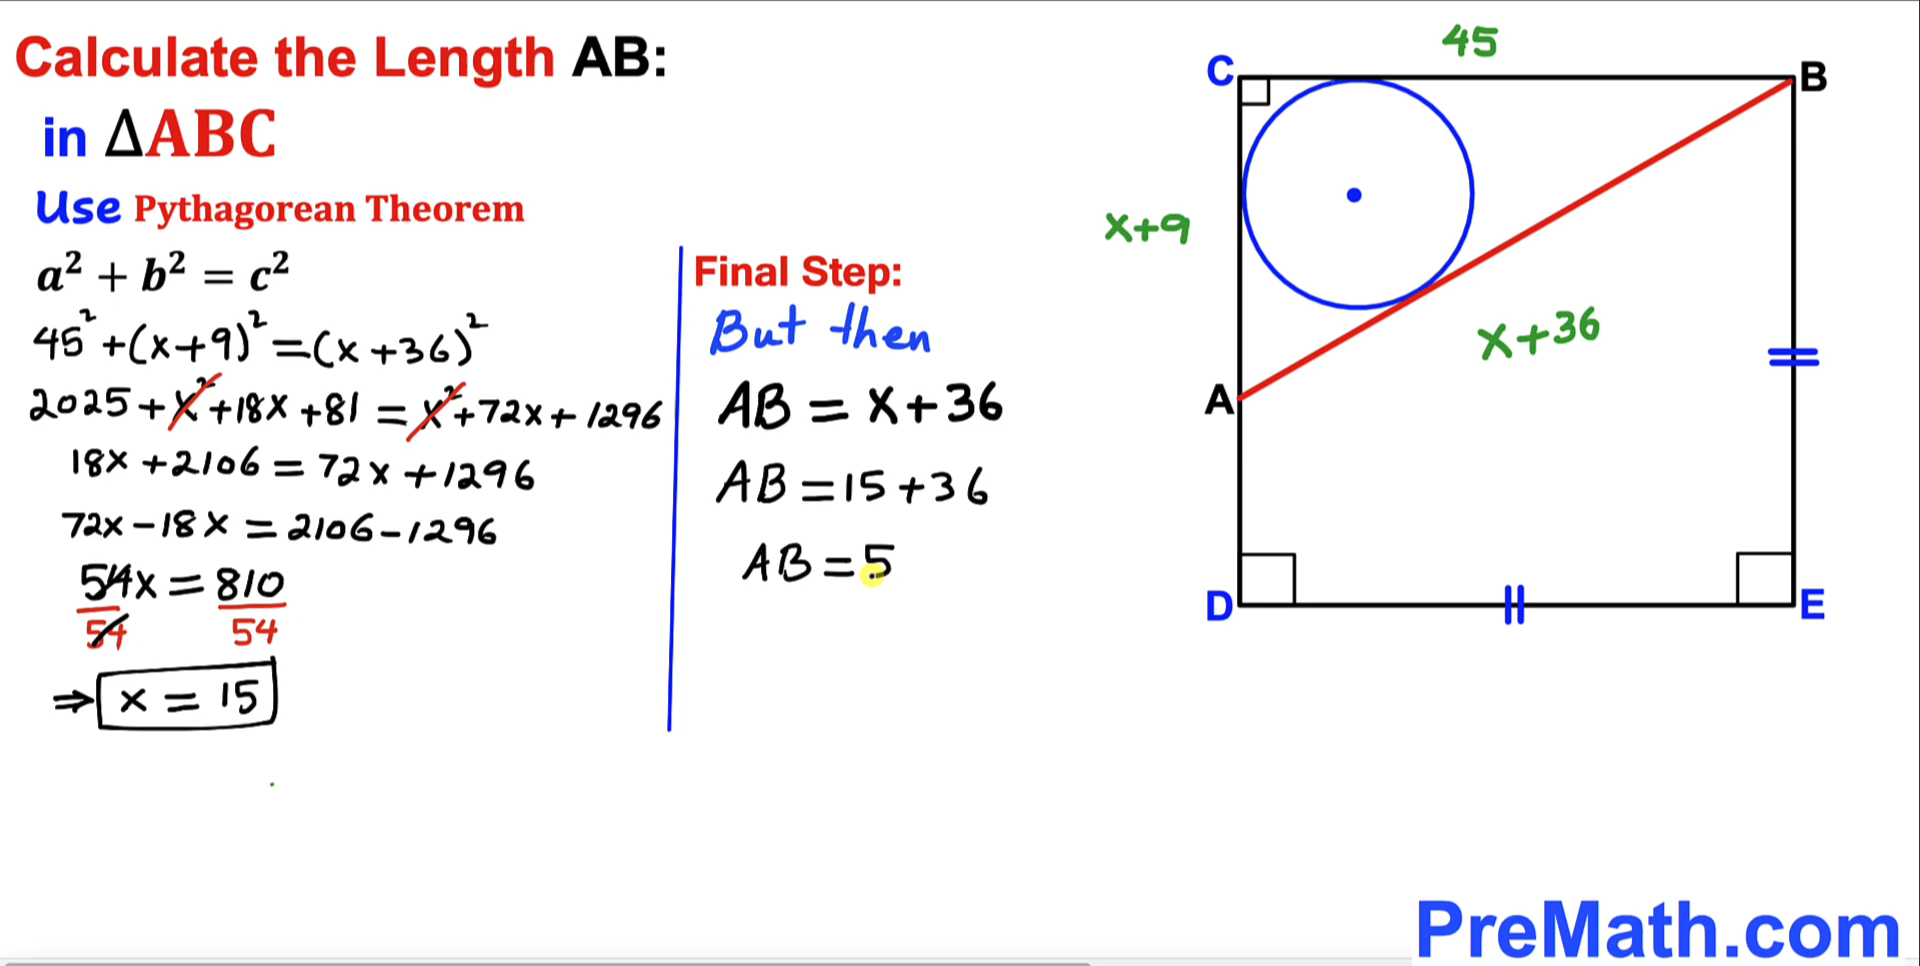 Calculate the Length AB:
in ΔABC
Use Pythagorean Theorem
a² + b² = c²
45² + (x+9)² = (x+36)²
2025 + x² + 18x + 81 = x² + 72x + 1296
18x + 2106 = 72x + 1296
72x - 18x = 2106 - 1296
54x = 810
54 54
⇒ x = 15
Final Step:
But then
AB = x+36
AB = 15+36
AB = 5
45
C
B
x+9
x+36
A
D
E
PreMath.com